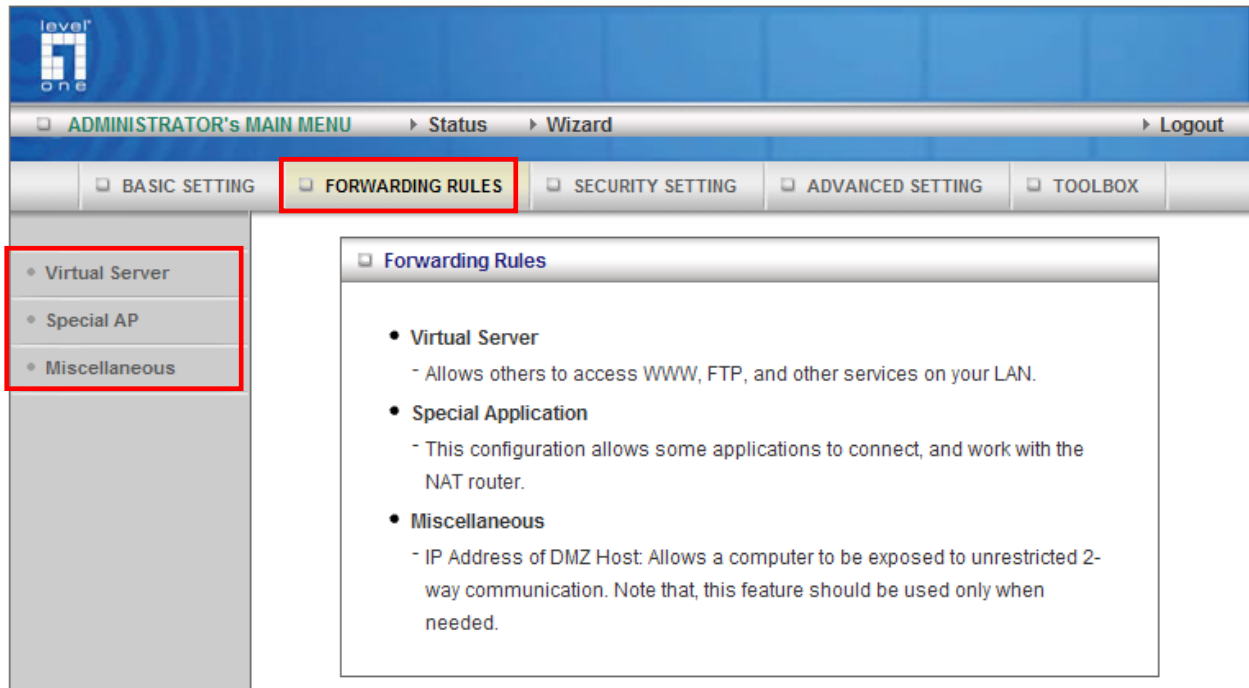 level
one
ADMINISTRATOR's MAIN MENU Status Wizard Logout
BASIC SETTING FORWARDING RULES SECURITY SETTING ADVANCED SETTING TOOLBOX
Virtual Server
Special AP
Miscellaneous
Forwarding Rules
Virtual Server
- Allows others to access WWW, FTP, and other services on your LAN.
Special Application
- This configuration allows some applications to connect, and work with the
NAT router.
Miscellaneous
- IP Address of DMZ Host: Allows a computer to be exposed to unrestricted 2-
way communication. Note that, this feature should be used only when
needed.